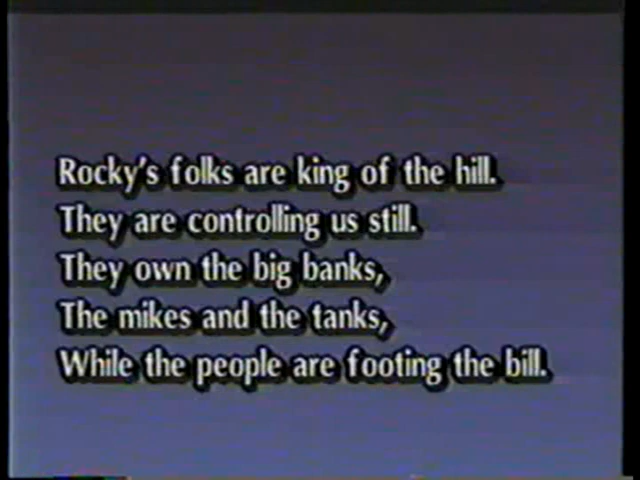 Rocky's folks are king of the hill.
They are controlling us still.
They own the big banks,
The mikes and the tanks,
While the people are footing the bill.